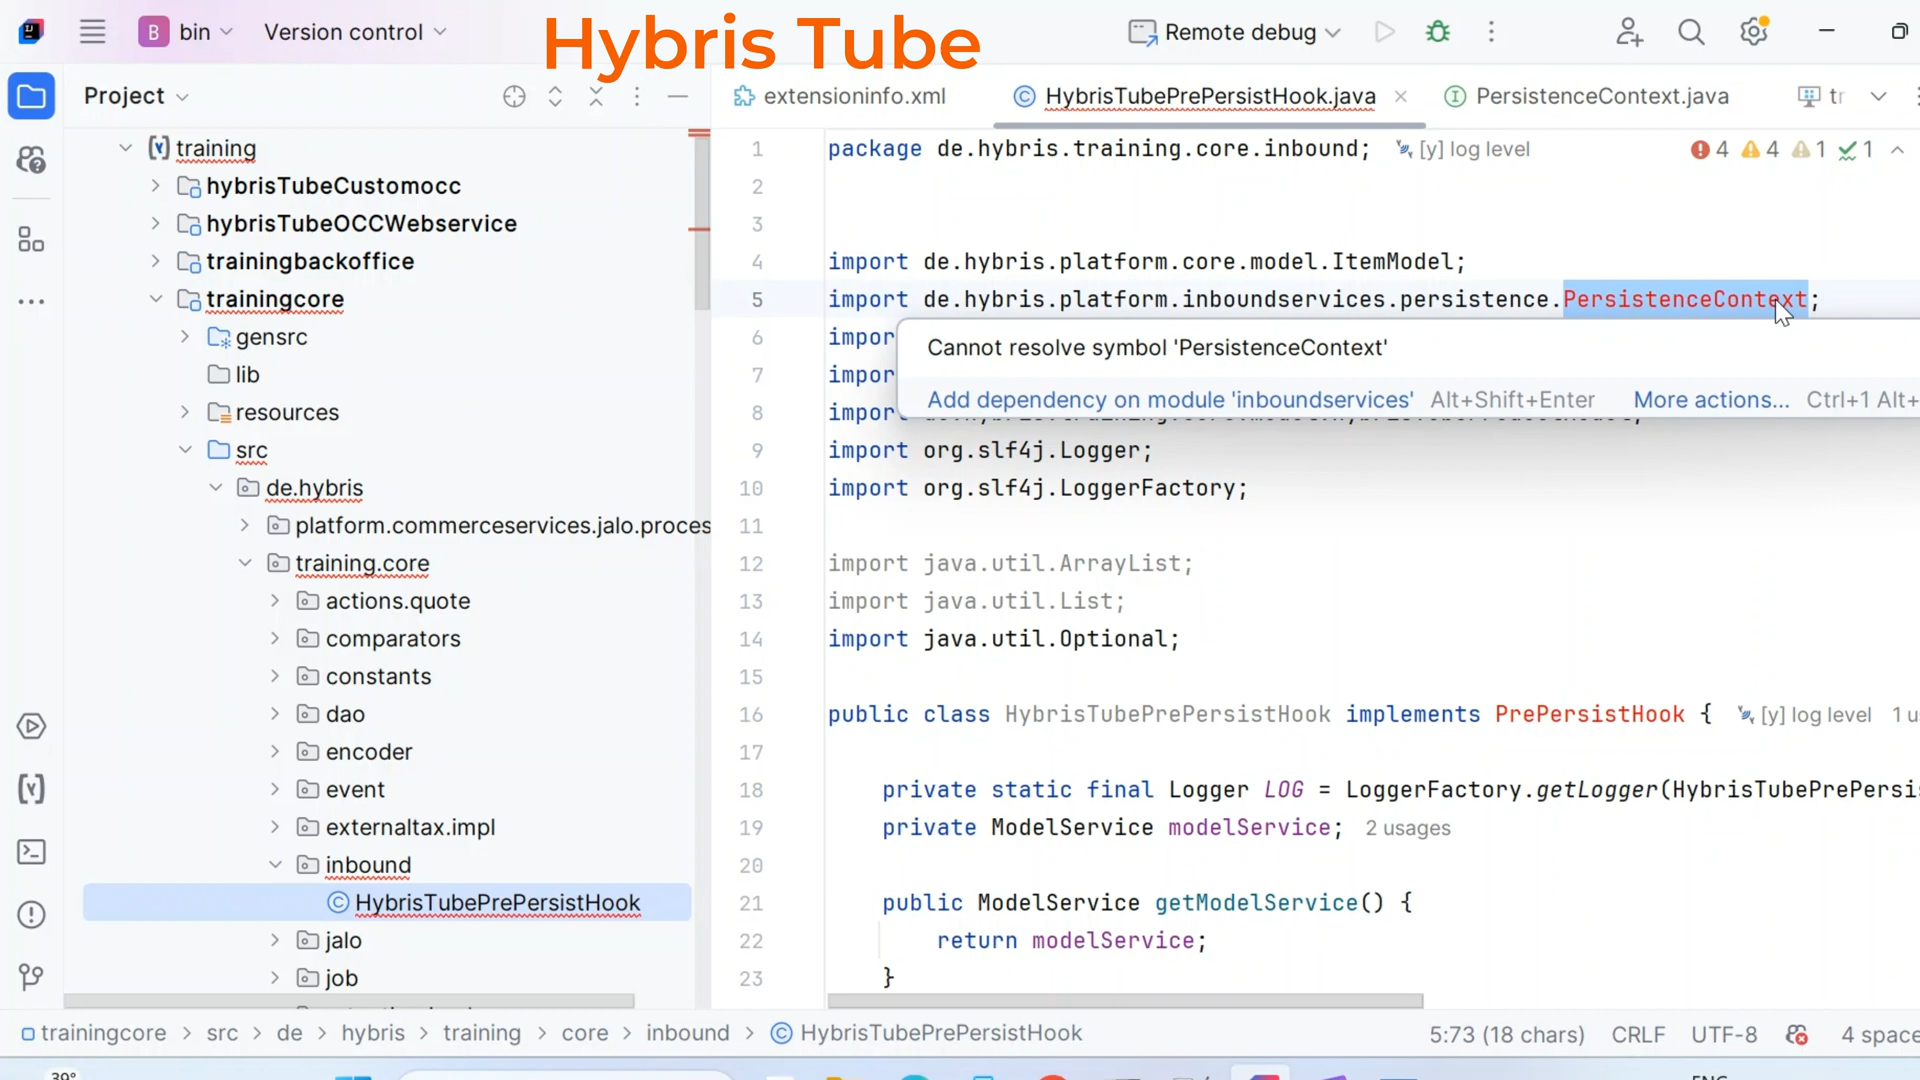 B bin
Version control
Hybris Tube
Remote debug
Project
extensioninfo.xml
HybrisTubePrePersistHook.java
PersistenceContext.java
tr
training
hybrisTubeCustomocc
hybrisTubeOCCWebservice
trainingbackoffice
trainingcore
gensrc
lib
resources
src
de.hybris
platform.commerceservices.jalo.proces
training.core
actions.quote
comparators
constants
dao
encoder
event
externaltax.impl
inbound
HybrisTubePrePersistHook
jalo
job
1 package de.hybris.training.core.inbound; [y] log level
4 4 1 1
2
3
4 import de.hybris.platform.core.model.ItemModel;
5 import de.hybris.platform.inboundservices.persistence.PersistenceContext;
6 impor
Cannot resolve symbol 'PersistenceContext'
7 impor
Add dependency on module 'inboundservices' Alt+Shift+Enter More actions... Ctrl+1 Alt+
8 impor
9 import org.slf4j.Logger;
10 import org.slf4j.LoggerFactory;
11
12 import java.util.ArrayList;
13 import java.util.List;
14 import java.util.Optional;
15
16 public class HybrisTubePrePersistHook implements PrePersistHook { [y] log level 1 u
17
18 private static final Logger LOG = LoggerFactory.getLogger(HybrisTubePrePersi
19 private ModelService modelService; 2 usages
20
21 public ModelService getModelService() {
22 return modelService;
23 }
trainingcore > src > de > hybris > training > core > inbound > HybrisTubePrePersistHook
5:73 (18 chars) CRLF UTF-8 4 space
39°
ENG